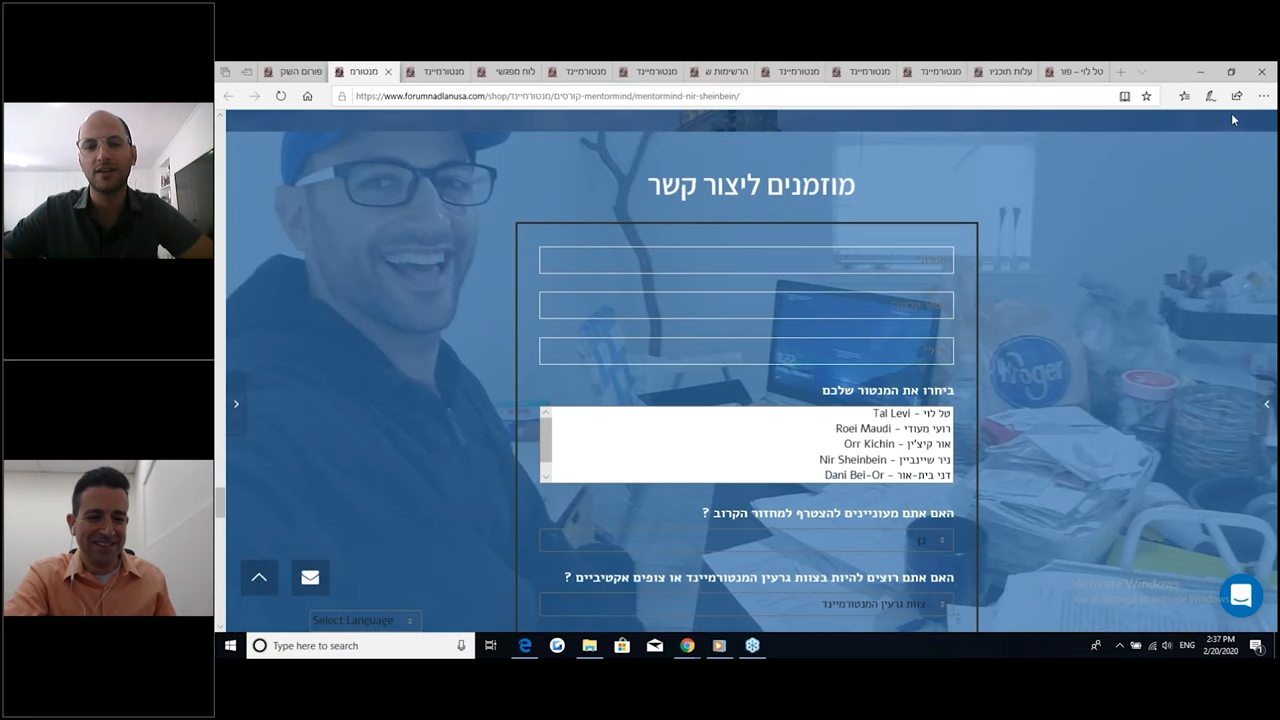 פורום השק
מנטורמ
מנטורמיינד
לוח מפגשי
מנטורמיינד
מנטורמיינד
הרשימות ש
מנטורמיינד
מנטורמיינד
מנטורמיינד
עלות תוכניו
טל לוי – פור
https://www.forumnadlanusa.com/shop/קורסים/מנטורמיינד-mentormind/mentormind-nir-sheinbein/
מוזמנים ליצור קשר
ביחרו את המנטור שלכם
טל לוי - Tal Levi
רועי מעודי - Roei Maudi
אור קיצ'ין - Orr Kichin
ניר שיינביין - Nir Sheinbein
דני בית-אור - Dani Bei-Or
האם אתם מעוניינים להצטרף למחזור הקרוב ?
כן
האם אתם רוצים להיות בצוות גרעין המנטורמיינד או צופים אקטיביים ?
צוות גרעין המנטורמיינד
Kroger
Activate Windows
Go to Settings to activate Windows.
Select Language
Type here to search
ENG
2:37 PM
2/20/2020